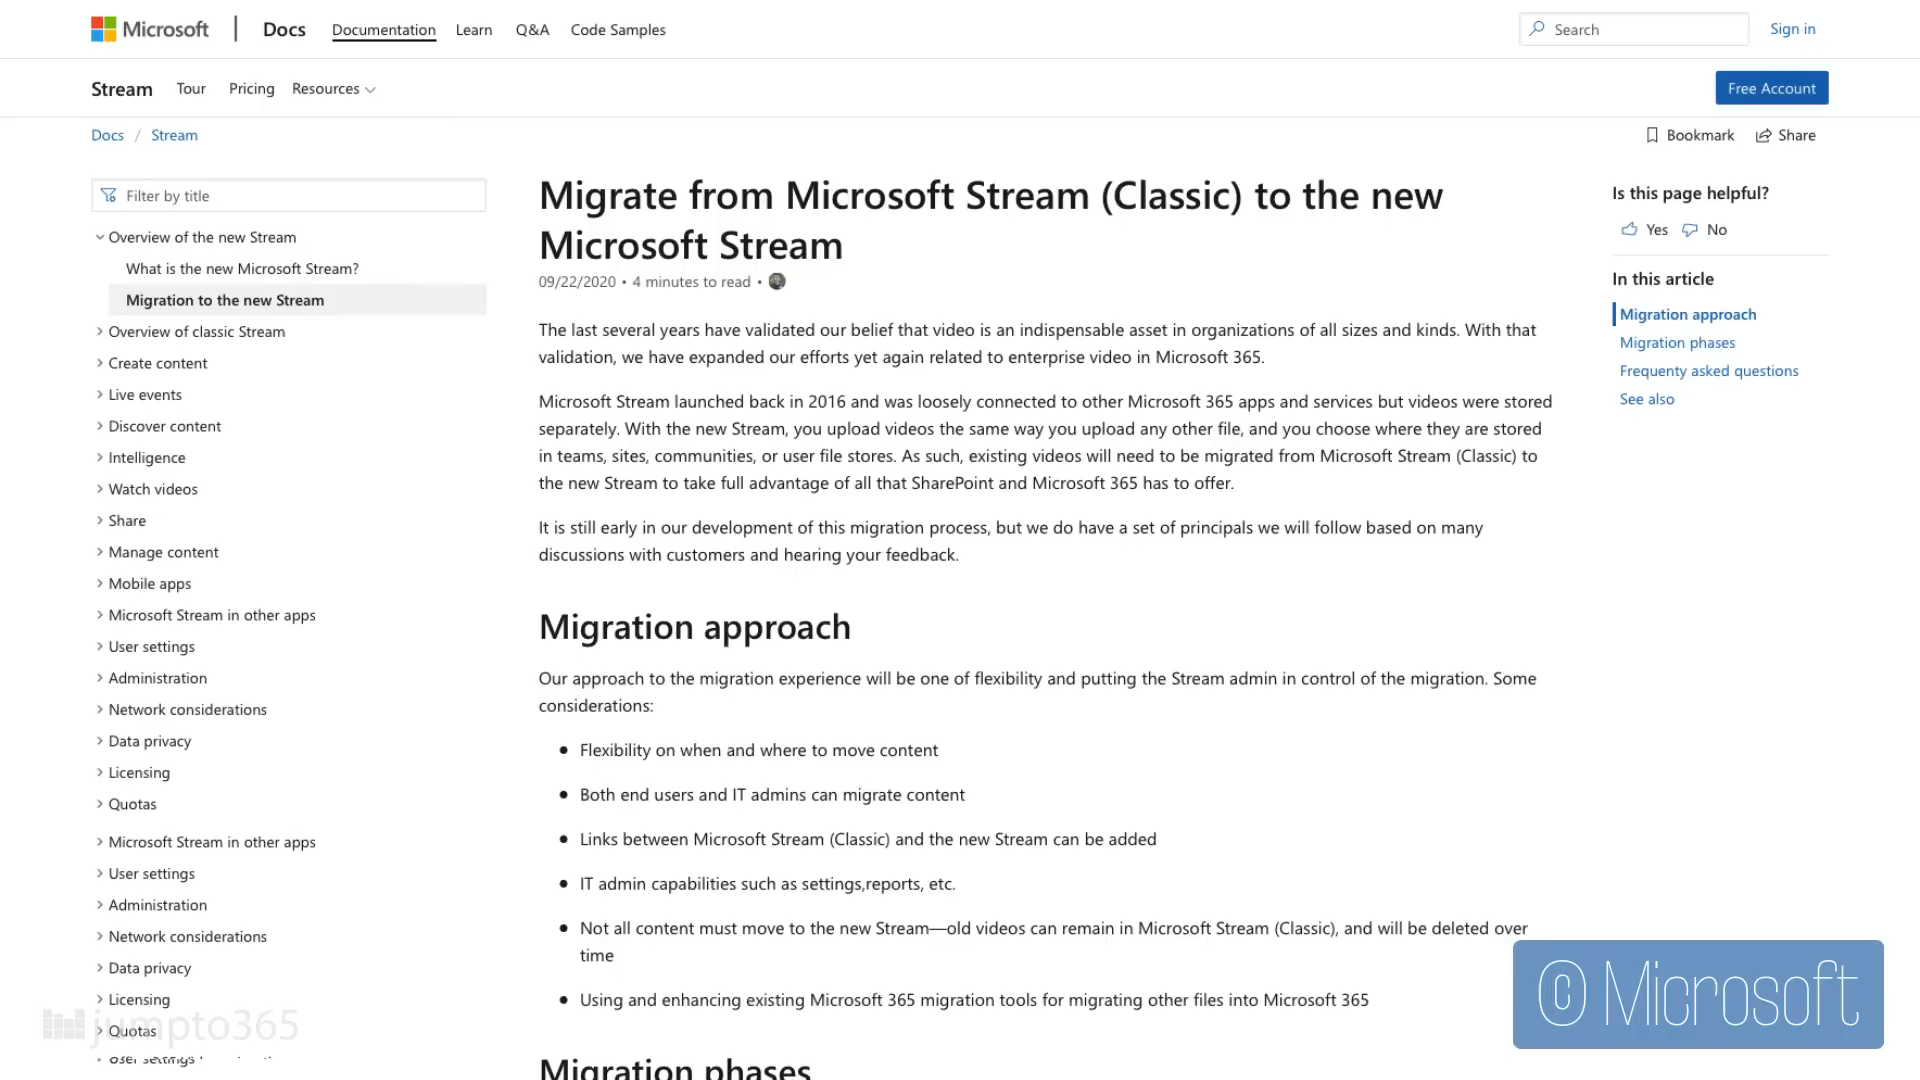 Microsoft
Docs
Documentation
Learn
Q&A
Code Samples
Search
Sign in
Stream
Tour
Pricing
Resources
Free Account
Docs / Stream
Bookmark
Share
Filter by title
Overview of the new Stream
What is the new Microsoft Stream?
Migration to the new Stream
Overview of classic Stream
Create content
Live events
Discover content
Intelligence
Watch videos
Share
Manage content
Mobile apps
Microsoft Stream in other apps
User settings
Administration
Network considerations
Data privacy
Licensing
Quotas
Microsoft Stream in other apps
User settings
Administration
Network considerations
Data privacy
Licensing
Quotas
User settings
jumpto365
Migrate from Microsoft Stream (Classic) to the new
Microsoft Stream
09/22/2020 • 4 minutes to read •
The last several years have validated our belief that video is an indispensable asset in organizations of all sizes and kinds. With that
validation, we have expanded our efforts yet again related to enterprise video in Microsoft 365.
Microsoft Stream launched back in 2016 and was loosely connected to other Microsoft 365 apps and services but videos were stored
separately. With the new Stream, you upload videos the same way you upload any other file, and you choose where they are stored
in teams, sites, communities, or user file stores. As such, existing videos will need to be migrated from Microsoft Stream (Classic) to
the new Stream to take full advantage of all that SharePoint and Microsoft 365 has to offer.
It is still early in our development of this migration process, but we do have a set of principals we will follow based on many
discussions with customers and hearing your feedback.
Migration approach
Our approach to the migration experience will be one of flexibility and putting the Stream admin in control of the migration. Some
considerations:
• Flexibility on when and where to move content
• Both end users and IT admins can migrate content
• Links between Microsoft Stream (Classic) and the new Stream can be added
• IT admin capabilities such as settings,reports, etc.
• Not all content must move to the new Stream—old videos can remain in Microsoft Stream (Classic), and will be deleted over
time
• Using and enhancing existing Microsoft 365 migration tools for migrating other files into Microsoft 365
Migration phases
Is this page helpful?
Yes
No
In this article
Migration approach
Migration phases
Frequenty asked questions
See also
© Microsoft